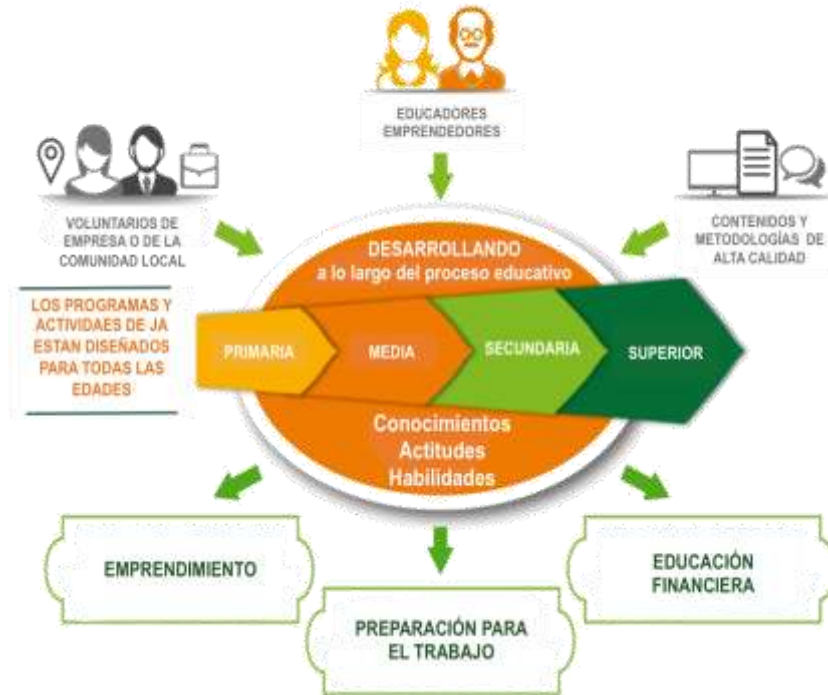 EDUCADORES
EMPRENDEDORES
VOLUNTARIOS DE
EMPRESA O DE LA
COMUNIDAD LOCAL
CONTENIDOS Y
METODOLOGÍAS DE
ALTA CALIDAD
LOS PROGRAMAS Y
ACTIVIDAES DE JA
ESTAN DISEÑADOS
PARA TODAS LAS
EDADES
DESARROLLANDO
a lo largo del proceso educativo
PRIMARIA
MEDIA
SECUNDARIA
SUPERIOR
Conocimientos
Actitudes
Habilidades
EMPRENDIMIENTO
PREPARACIÓN PARA
EL TRABAJO
EDUCACIÓN
FINANCIERA